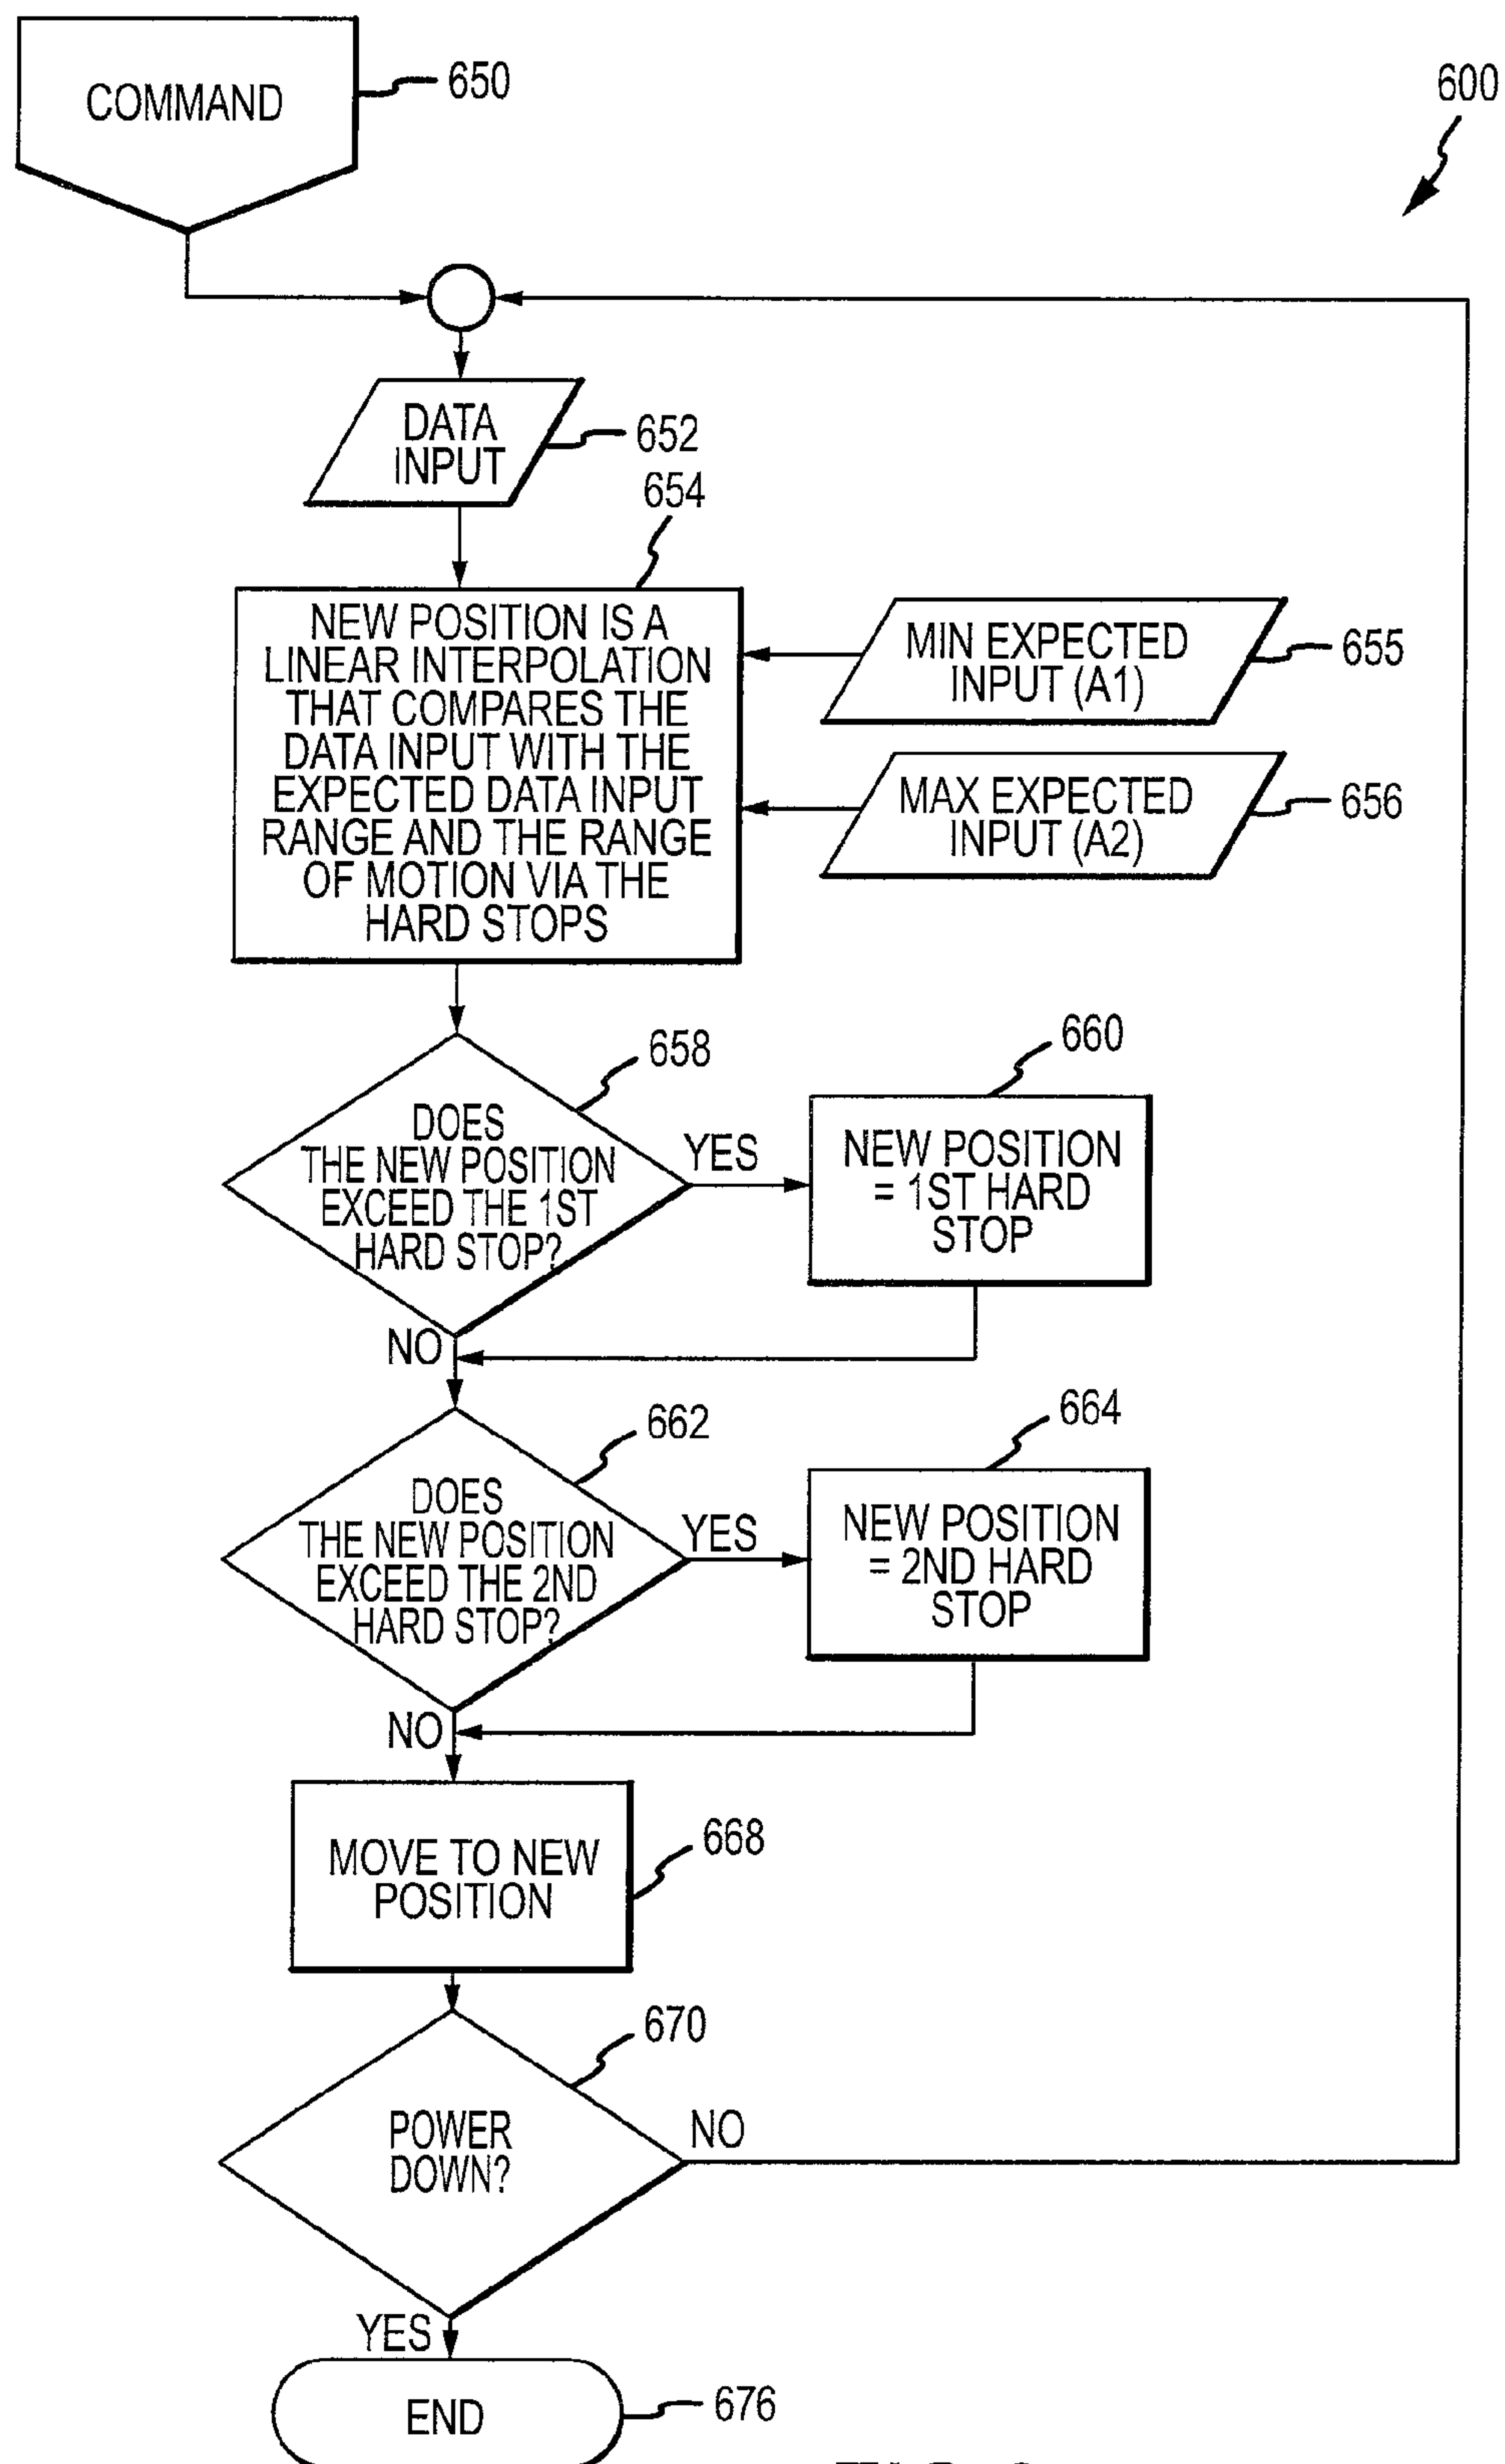 COMMAND
650
600
DATA
INPUT
652
654
NEW POSITION IS A
LINEAR INTERPOLATION
THAT COMPARES THE
DATA INPUT WITH THE
EXPECTED DATA INPUT
RANGE AND THE RANGE
OF MOTION VIA THE
HARD STOPS
MIN EXPECTED
INPUT (A1)
655
MAX EXPECTED
INPUT (A2)
656
658
DOES
THE NEW POSITION
EXCEED THE 1ST
HARD STOP?
YES
660
NEW POSITION
= 1ST HARD
STOP
NO
662
DOES
THE NEW POSITION
EXCEED THE 2ND
HARD STOP?
YES
664
NEW POSITION
= 2ND HARD
STOP
NO
MOVE TO NEW
POSITION
668
670
POWER
DOWN?
NO
YES
END
676